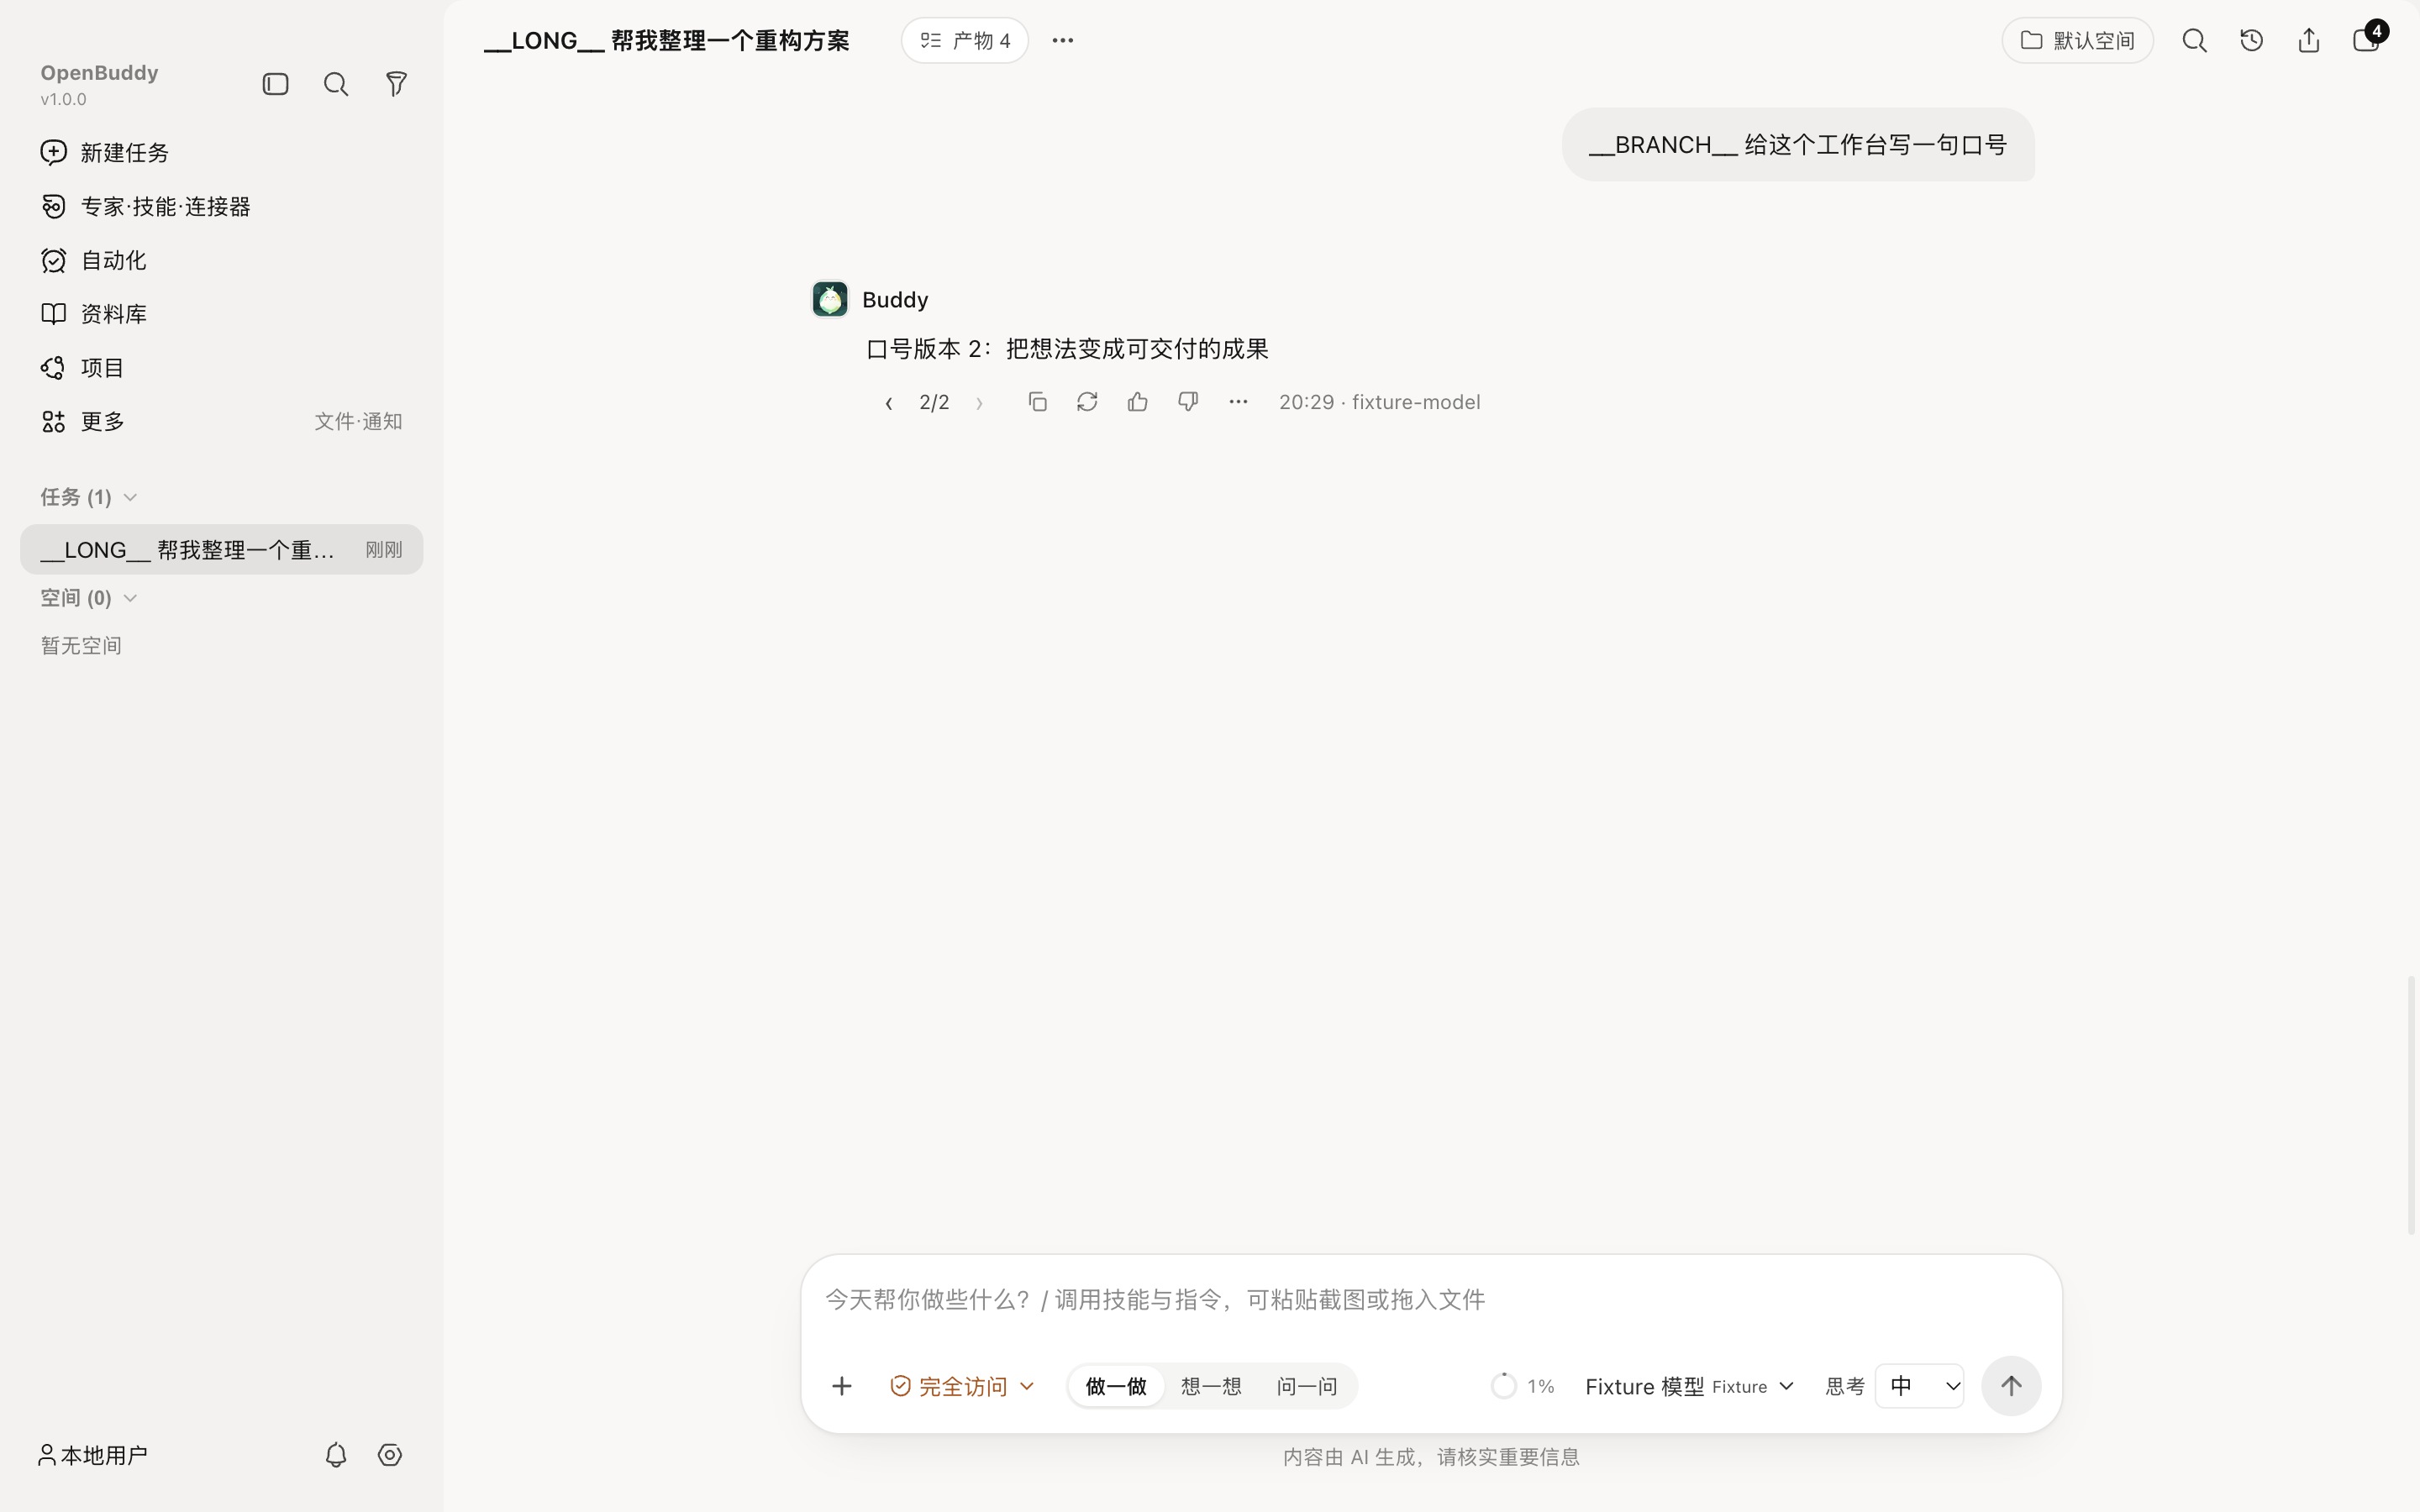 OpenBuddy
v1.0.0
新建任务
专家·技能·连接器
自动化
资料库
项目
更多 文件·通知
任务 (1)
__LONG__ 帮我整理一个重... 刚刚
空间 (0)
暂无空间
本地用户
__LONG__ 帮我整理一个重构方案
产物 4
默认空间
4
__BRANCH__ 给这个工作台写一句口号
Buddy
口号版本 2：把想法变成可交付的成果
2/2
20:29 · fixture-model
今天帮你做些什么？/ 调用技能与指令，可粘贴截图或拖入文件
完全访问 做一做 想一想 问一问 1% Fixture 模型 Fixture 思考 中
内容由 AI 生成，请核实重要信息